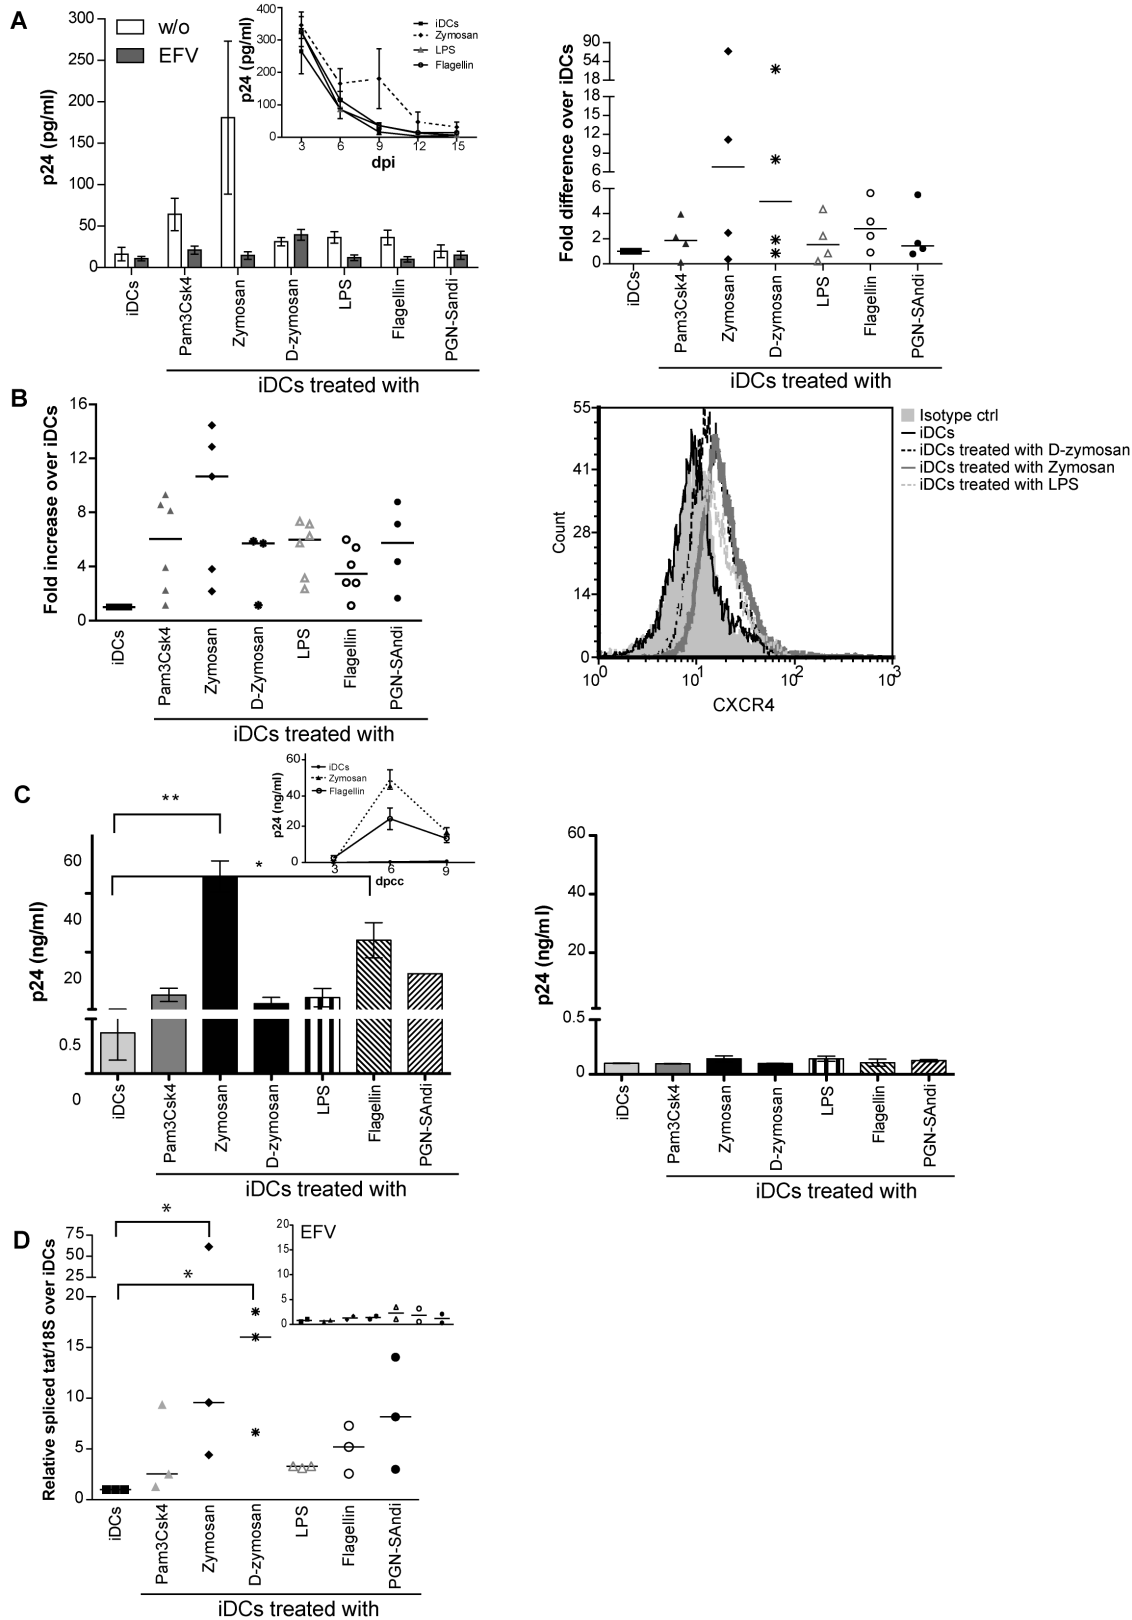 A
300
250
200
150
100
50
0
p24 (pg/ml)
w/o
EFV
400
300
200
100
0
p24 (pg/ml)
iDCs
Zymosan
LPS
Flagellin
3 6 9 12 15
dpi
iDCs
Pam3Csk4
Zymosan
D-zymosan
LPS
Flagellin
PGN-Sandi
iDCs treated with
Fold difference over iDCs
90
54
18
18
15
12
9
6
6
4
2
0
iDCs
Pam3Csk4
Zymosan
D-zymosan
LPS
Flagellin
PGN-SAndi
iDCs treated with
B
Fold increase over iDCs
16
12
8
4
0
iDCs
Pam3Csk4
Zymosan
D-Zymosan
LPS
Flagellin
PGN-SAndi
iDCs treated with
Count
55
41
28
14
0
10^0 10^1 10^2 10^3
CXCR4
Isotype ctrl
iDCs
iDCs treated with D-zymosan
iDCs treated with Zymosan
iDCs treated with LPS
C
**
*
p24 (ng/ml)
60
40
20
0.5
0
p24 (ng/ml)
60
40
20
0
iDCs
Zymosan
Flagellin
3 6 9
dpcc
iDCs
Pam3Csk4
Zymosan
D-zymosan
LPS
Flagellin
PGN-SAndi
iDCs treated with
p24 (ng/ml)
60
40
20
0.5
0
iDCs
Pam3Csk4
Zymosan
D-zymosan
LPS
Flagellin
PGN-SAndi
iDCs treated with
D
*
*
Relative spliced tat/18S over iDCs
75
50
25
20
15
10
5
0
EFV
20
15
10
5
0
iDCs
Pam3Csk4
Zymosan
D-zymosan
LPS
Flagellin
PGN-SAndi
iDCs treated with